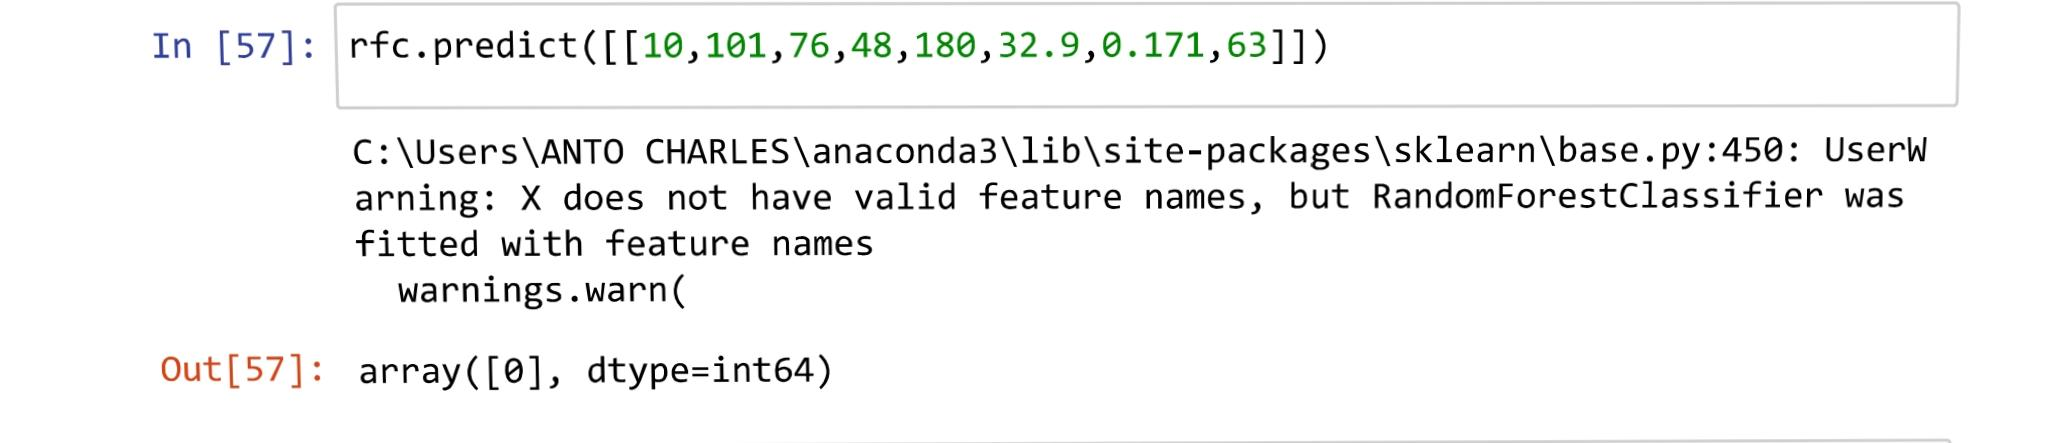 In [57]: rfc.predict([[10,101,76,48,180,32.9,0.171,63]])
C:\Users\ANTO CHARLES\anaconda3\lib\site-packages\sklearn\base.py:450: UserW
arning: X does not have valid feature names, but RandomForestClassifier was
fitted with feature names
  warnings.warn(
Out[57]: array([0], dtype=int64)